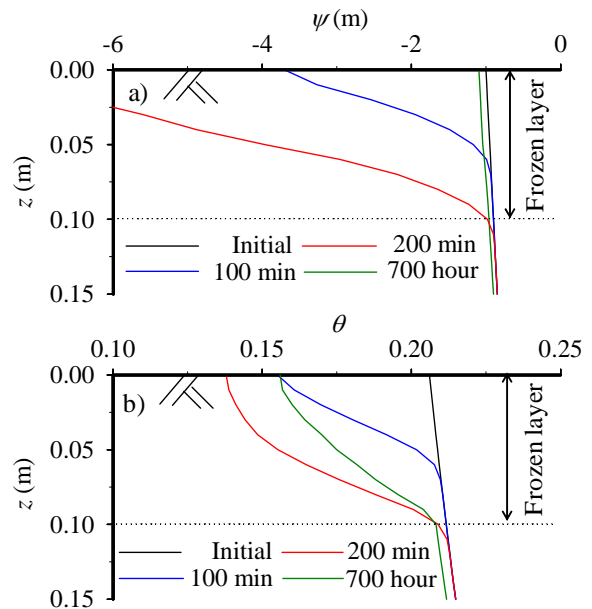 ψ (m)
-6 -4 -2 0
0.00
a)
0.05
z (m)
Frozen layer
0.10
Initial 200 min
100 min 700 hour
0.15
θ
0.10 0.15 0.20 0.25
0.00
b)
0.05
z (m)
Frozen layer
0.10
Initial 200 min
100 min 700 hour
0.15